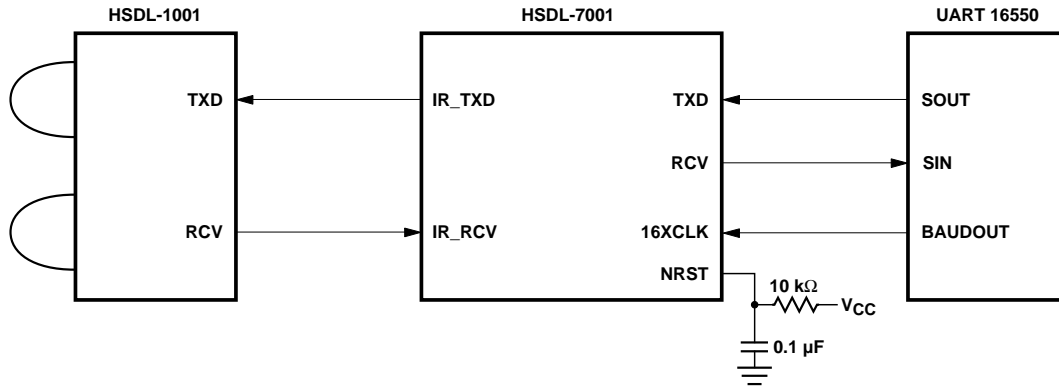 HSDL-1001
HSDL-7001
UART 16550
TXD
IR_TXD
TXD
SOUT
RCV
SIN
RCV
IR_RCV
16XCLK
BAUDOUT
NRST
10 kΩ
VCC
0.1 µF